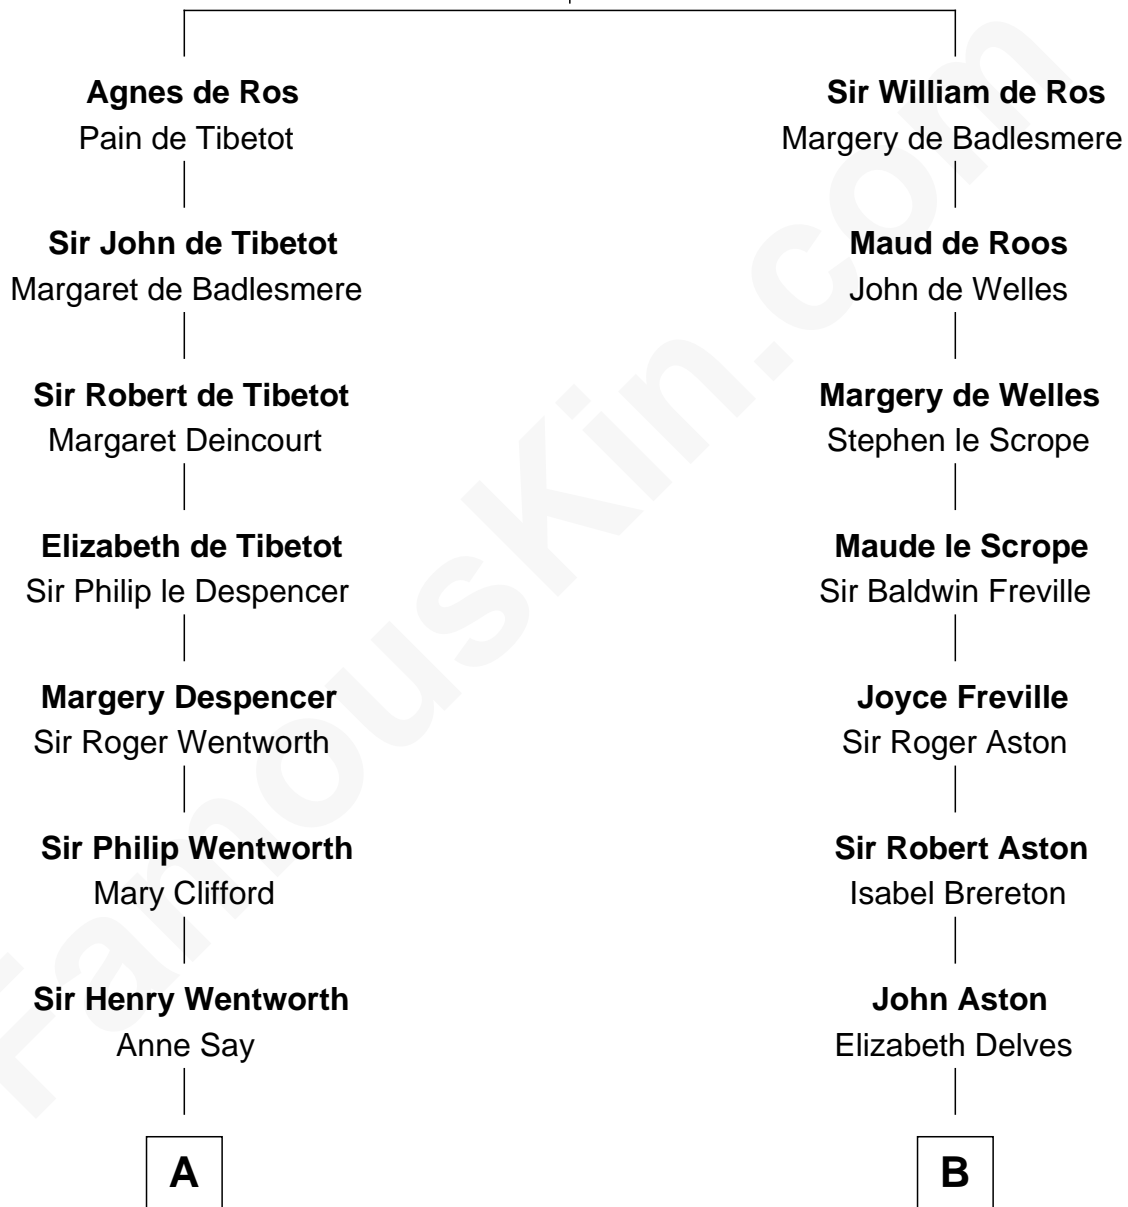 Agnes de Ros
Pain de Tibetot
Sir John de Tibetot
Margaret de Badlesmere
Sir Robert de Tibetot
Margaret Deincourt
Elizabeth de Tibetot
Sir Philip le Despencer
Margery Despencer
Sir Roger Wentworth
Sir Philip Wentworth
Mary Clifford
Sir Henry Wentworth
Anne Say
A
Sir William de Ros
Margery de Badlesmere
Maud de Roos
John de Welles
Margery de Welles
Stephen le Scrope
Maude le Scrope
Sir Baldwin Freville
Joyce Freville
Sir Roger Aston
Sir Robert Aston
Isabel Brereton
John Aston
Elizabeth Delves
B
FamousKin.com